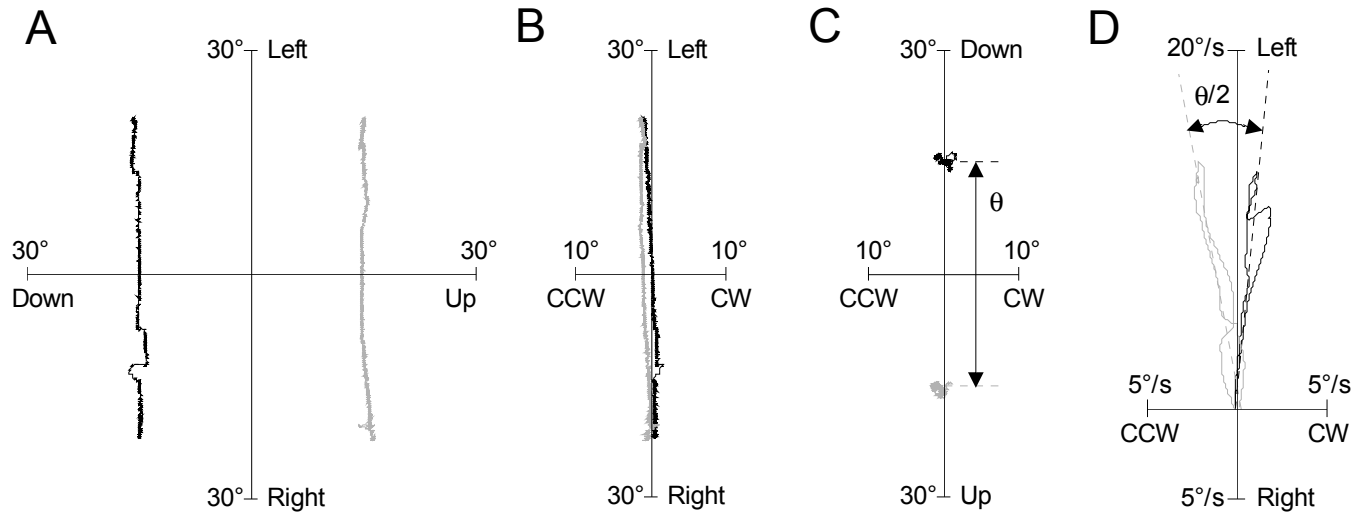 A
30° Left
30° 30°
Down Up
30° Right
B
30° Left
10° 10°
CCW CW
30° Right
C
30° Down
θ
10° 10°
CCW CW
30° Up
D
20°/s Left
θ/2
5°/s 5°/s
CCW CW
5°/s Right